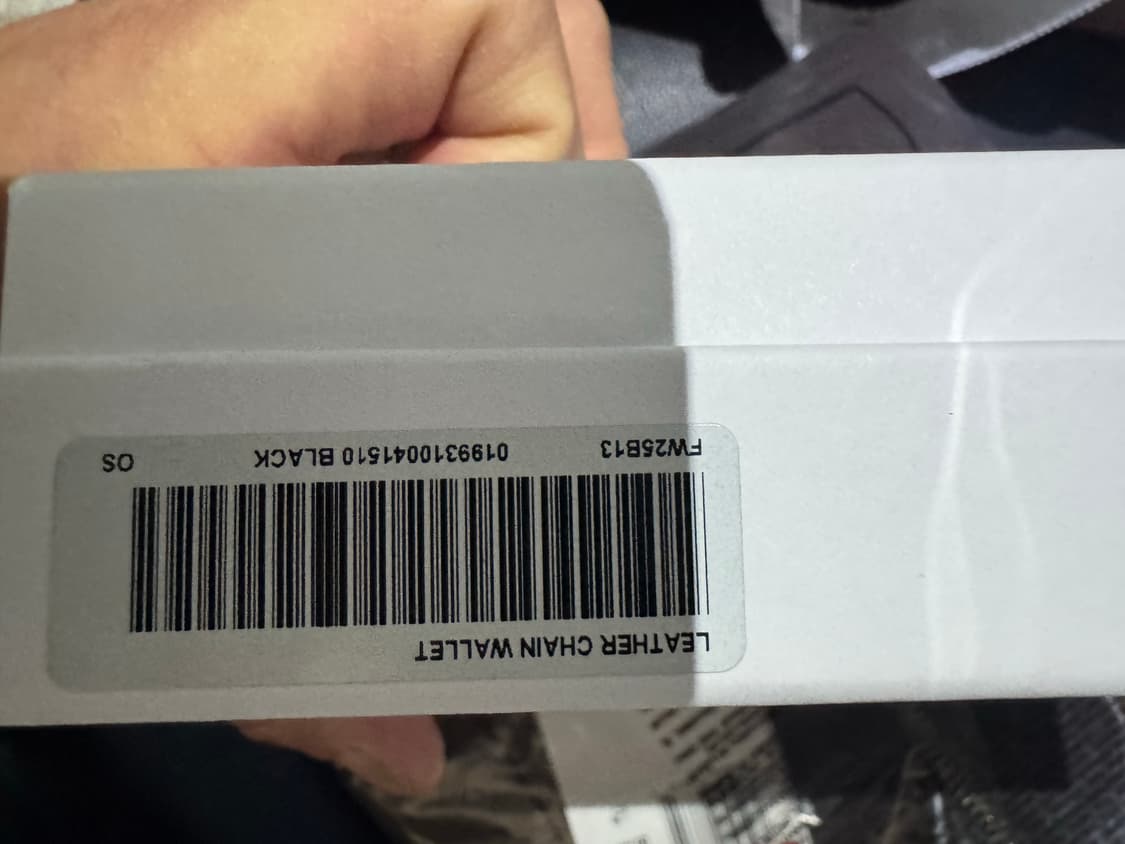 LEATHER CHAIN WALLET
FW25B13 0199310041510 BLACK OS